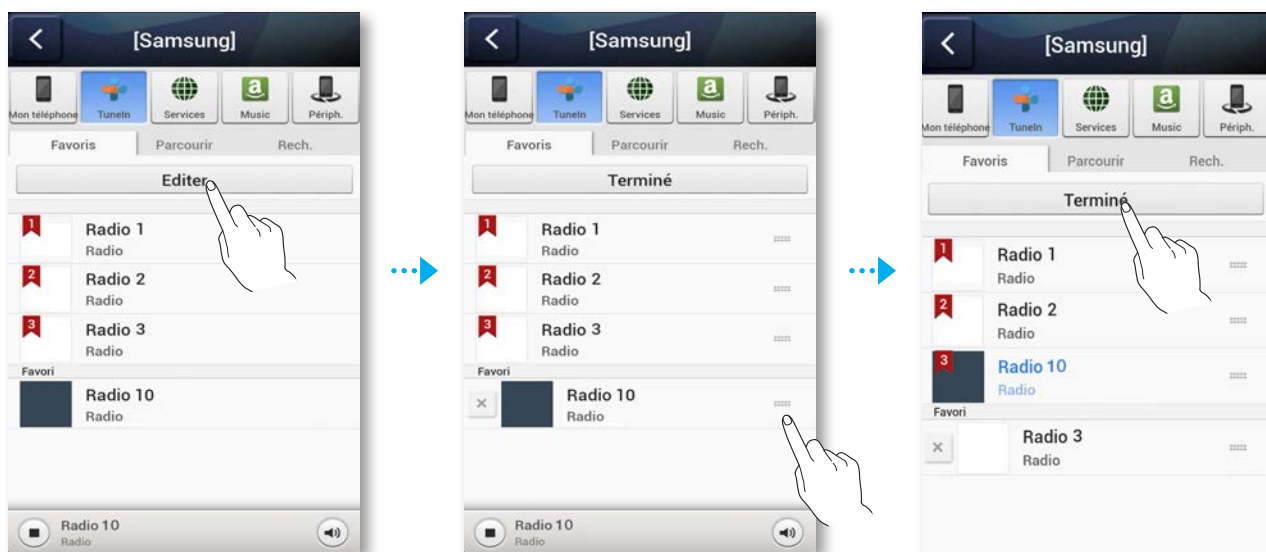 [Samsung]
Mon téléphone TuneIn Services Music Périph.
Favoris Parcourir Rech.
Editer
1 Radio 1
Radio
2 Radio 2
Radio
3 Radio 3
Radio
Favori
Radio 10
Radio
Radio 10
Radio
[Samsung]
Mon téléphone TuneIn Services Music Périph.
Favoris Parcourir Rech.
Terminé
1 Radio 1
Radio
2 Radio 2
Radio
3 Radio 3
Radio
Favori
Radio 10
Radio
Radio 10
Radio
[Samsung]
Mon téléphone TuneIn Services Music Périph.
Favoris Parcourir Rech.
Terminé
1 Radio 1
Radio
2 Radio 2
Radio
3 Radio 10
Radio
Favori
Radio 3
Radio